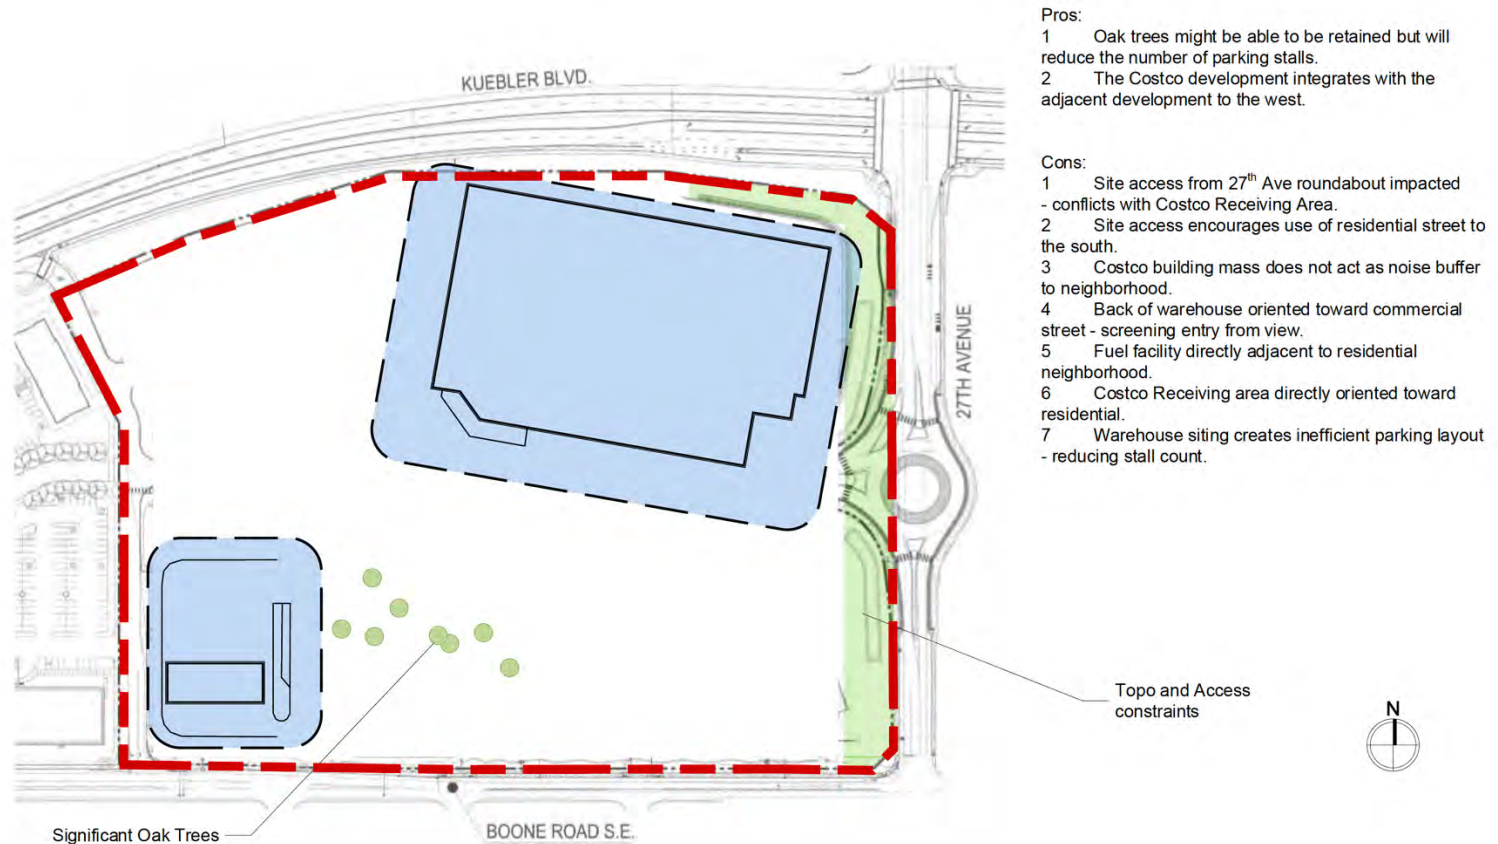 Pros:
1 Oak trees might be able to be retained but will
reduce the number of parking stalls.
2 The Costco development integrates with the
adjacent development to the west.
Cons:
1 Site access from 27th Ave roundabout impacted
- conflicts with Costco Receiving Area.
2 Site access encourages use of residential street to
the south.
3 Costco building mass does not act as noise buffer
to neighborhood.
4 Back of warehouse oriented toward commercial
street - screening entry from view.
5 Fuel facility directly adjacent to residential
neighborhood.
6 Costco Receiving area directly oriented toward
residential.
7 Warehouse siting creates inefficient parking layout
- reducing stall count.
KUEBLER BLVD.
27TH AVENUE
Topo and Access
constraints
N
Significant Oak Trees
BOONE ROAD S.E.